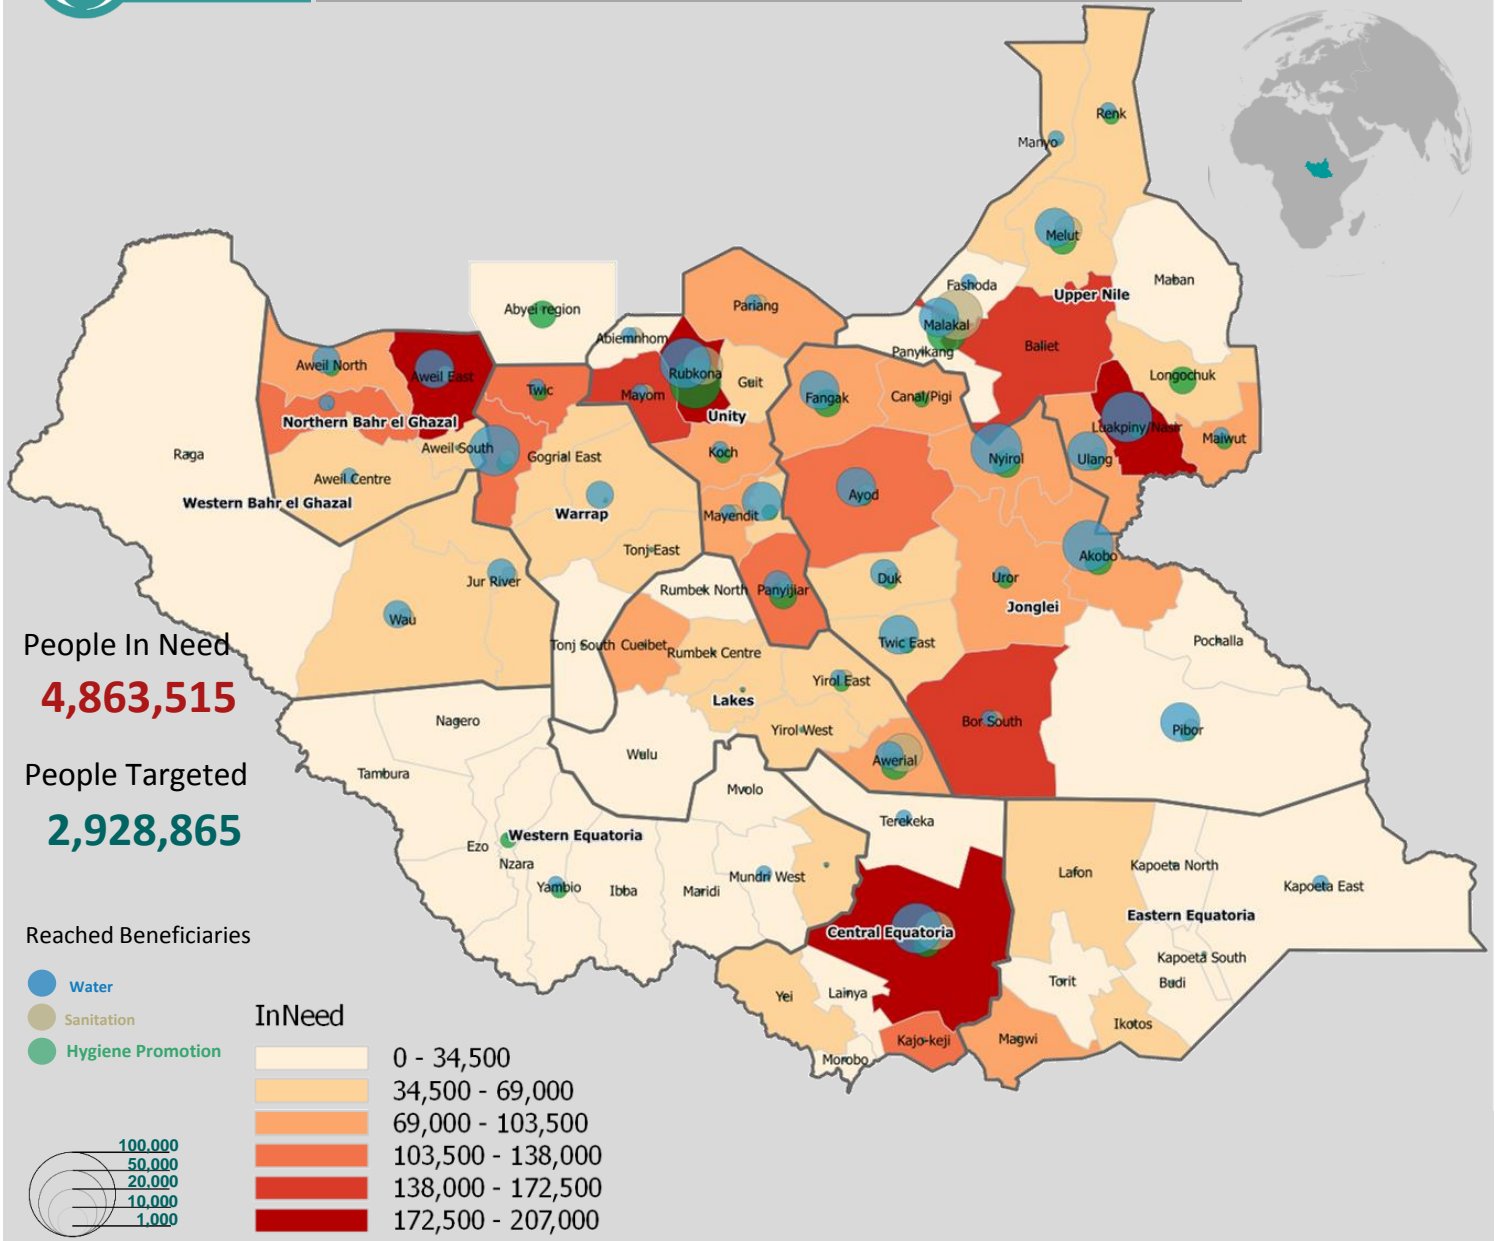 Renk
Manyo
Melut
Maban
Fashoda
Upper Nile
Abyei region
Pariang
Malakal
Abiemnhom
Panyikang
Baliet
Aweil North
Aweil East
Rubkona
Guit
Longochuk
Twic
Mayom
Fangak
Canal/Pigi
Unity
Northern Bahr el Ghazal
Luakpiny/Nasir
Maiwut
Aweil South
Raga
Gogrial East
Koch
Nyirol
Ulang
Aweil Centre
Ayod
Western Bahr el Ghazal
Warrap
Mayendit
Tonj East
Akobo
Jur River
Duk
Uror
Rumbek North
Panyijiar
Jonglei
Wau
People In Need
Tonj South
Cueibet
Rumbek Centre
Twic East
Pochalla
4,863,515
Yirol East
Lakes
Nagero
Bor South
Yirol West
Pibor
Wulu
Awerial
People Targeted
Tambura
Mvolo
2,928,865
Terekeka
Western Equatoria
Ezo
Nzara
Kapoeta North
Lafon
Mundri West
Yambio
Ibba
Maridi
Kapoeta East
Eastern Equatoria
Central Equatoria
Reached Beneficiaries
Kapoeta South
Water
Torit
Budi
Yei
Lainya
Sanitation
InNeed
Ikotos
Kajo-keji
Magwi
Hygiene Promotion
Morobo
0 - 34,500
34,500 - 69,000
69,000 - 103,500
103,500 - 138,000
138,000 - 172,500
172,500 - 207,000
100,000
50,000
20,000
10,000
1,000